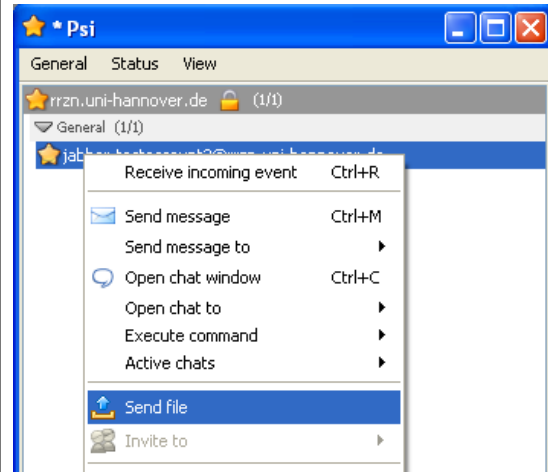 * Psi
General Status View
rrzn.uni-hannover.de (1/1)
General (1/1)
Receive incoming event Ctrl+R
Send message Ctrl+M
Send message to
Open chat window Ctrl+C
Open chat to
Execute command
Active chats
Send file
Invite to